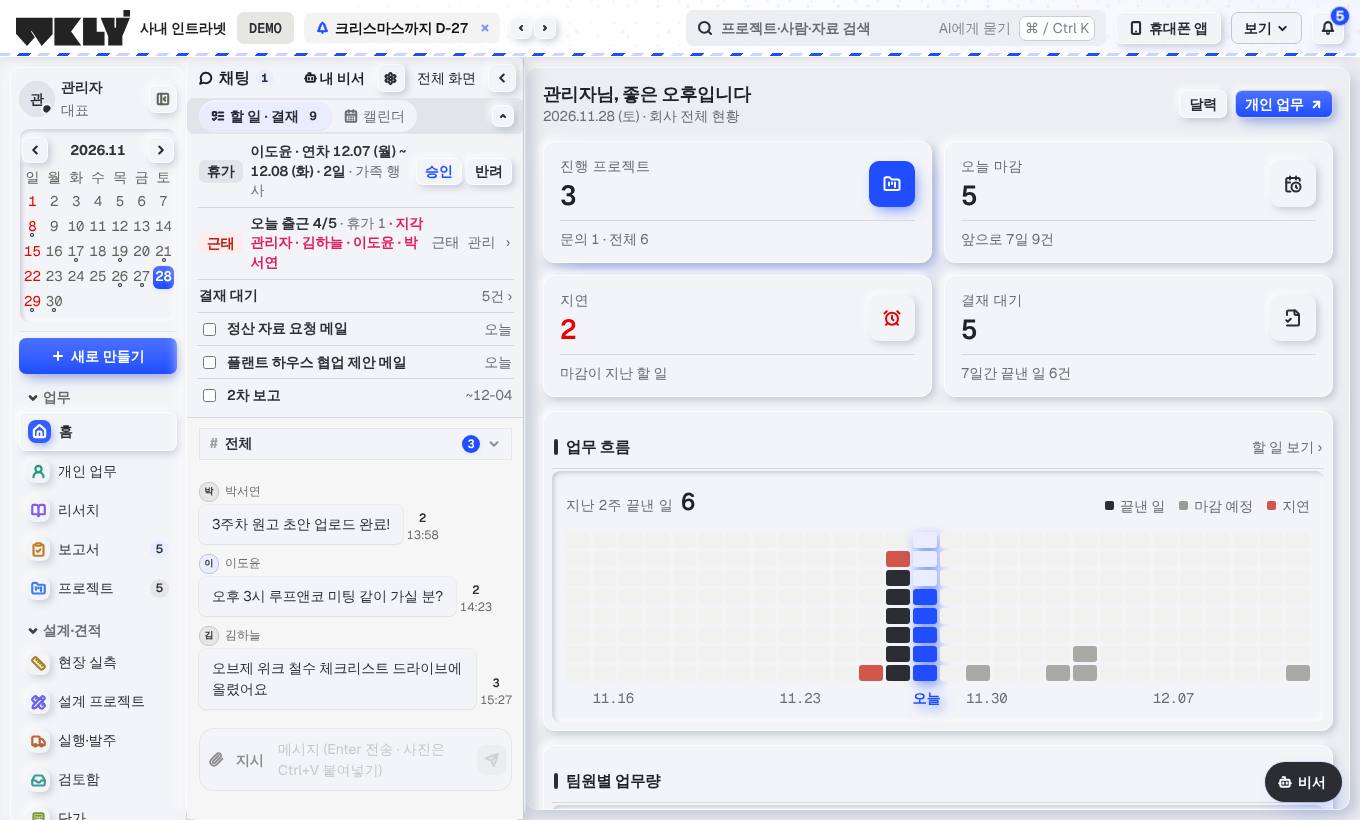 WKLY 사내 인트라넷 DEMO 크리스마스까지 D-27 × ‹ › 프로젝트·사람·자료 검색 AI에게 묻기 ⌘ / Ctrl K 휴대폰 앱 보기 5
관 관리자
대표
2026.11
일 월 화 수 목 금 토
1 2 3 4 5 6 7
8 9 10 11 12 13 14
15 16 17 18 19 20 21
22 23 24 25 26 27 28
29 30
+ 새로 만들기
업무
홈
개인 업무
리서치
보고서 5
프로젝트 5
설계·견적
현장 실측
설계 프로젝트
실행·발주
검토함
단가
채팅 1 내 비서 전체 화면
할 일 · 결재 9 캘린더
휴가 이도윤 · 연차 12.07 (월) ~
12.08 (화) · 2일 · 가족 행
사
승인 반려
근태 오늘 출근 4/5 · 휴가 1 · 지각
관리자 · 김하늘 · 이도윤 · 박
서연
근태 관리 ›
결재 대기 5건 ›
정산 자료 요청 메일 오늘
플랜트 하우스 협업 제안 메일 오늘
2차 보고 ~12-04
# 전체 3
박 박서연
3주차 원고 초안 업로드 완료! 2
13:58
이 이도윤
오후 3시 루프앤코 미팅 같이 가실 분? 2
14:23
김 김하늘
오브제 위크 철수 체크리스트 드라이브에
올렸어요
3
15:27
지시 메시지 (Enter 전송 · 사진은
Ctrl+V 붙여넣기)
관리자님, 좋은 오후입니다
2026.11.28 (토) · 회사 전체 현황
달력 개인 업무
진행 프로젝트
3
문의 1 · 전체 6
오늘 마감
5
앞으로 7일 9건
지연
2
마감이 지난 할 일
결재 대기
5
7일간 끝낸 일 6건
업무 흐름 할 일 보기 ›
지난 2주 끝낸 일 6 끝낸 일 마감 예정 지연
11.16 11.23 오늘 11.30 12.07
팀원별 업무량
비서